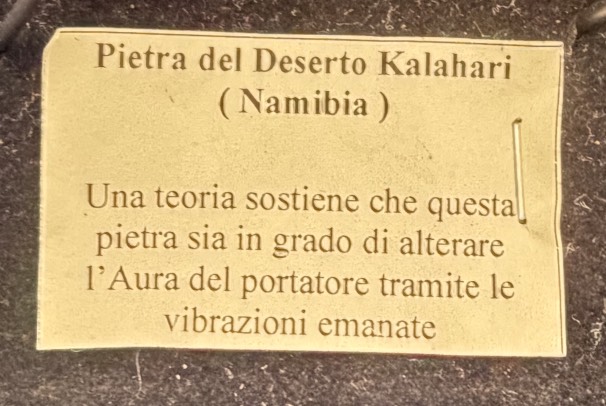 Pietra del Deserto Kalahari
( Namibia )
Una teoria sostiene che questa
pietra sia in grado di alterare
l’Aura del portatore tramite le
vibrazioni emanate